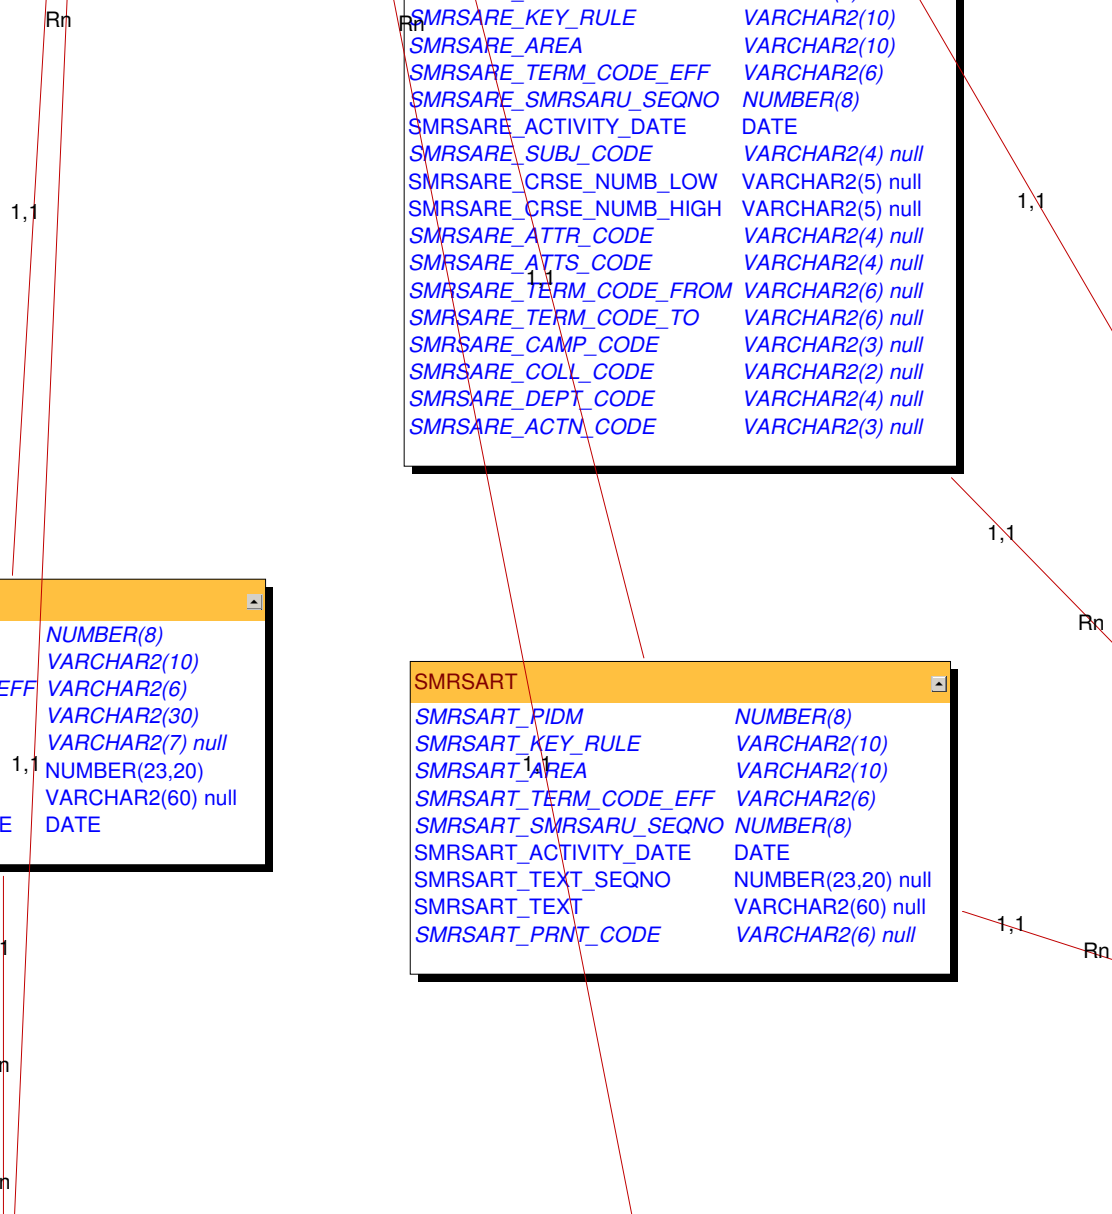 Rn
Rn
SMRSARE_KEY_RULE VARCHAR2(10)
SMRSARE_AREA VARCHAR2(10)
SMRSARE_TERM_CODE_EFF VARCHAR2(6)
SMRSARE_SMRSARU_SEQNO NUMBER(8)
SMRSARE_ACTIVITY_DATE DATE
SMRSARE_SUBJ_CODE VARCHAR2(4) null
SMRSARE_CRSE_NUMB_LOW VARCHAR2(5) null
SMRSARE_CRSE_NUMB_HIGH VARCHAR2(5) null
SMRSARE_ATTR_CODE VARCHAR2(4) null
SMRSARE_ATTS_CODE VARCHAR2(4) null
SMRSARE_TERM_CODE_FROM VARCHAR2(6) null
SMRSARE_TERM_CODE_TO VARCHAR2(6) null
SMRSARE_CAMP_CODE VARCHAR2(3) null
SMRSARE_COLL_CODE VARCHAR2(2) null
SMRSARE_DEPT_CODE VARCHAR2(4) null
SMRSARE_ACTN_CODE VARCHAR2(3) null
1,1
1,1
1,1
1,1
Rn
NUMBER(8)
VARCHAR2(10)
EFF VARCHAR2(6)
VARCHAR2(30)
VARCHAR2(7) null
1,1
NUMBER(23,20)
VARCHAR2(60) null
E DATE
SMRSART
SMRSART_PIDM NUMBER(8)
SMRSART_KEY_RULE VARCHAR2(10)
SMRSART_AREA VARCHAR2(10)
SMRSART_TERM_CODE_EFF VARCHAR2(6)
SMRSART_SMRSARU_SEQNO NUMBER(8)
SMRSART_ACTIVITY_DATE DATE
SMRSART_TEXT_SEQNO NUMBER(23,20) null
SMRSART_TEXT VARCHAR2(60) null
SMRSART_PRNT_CODE VARCHAR2(6) null
1,1
1,1
Rn
1
n
n